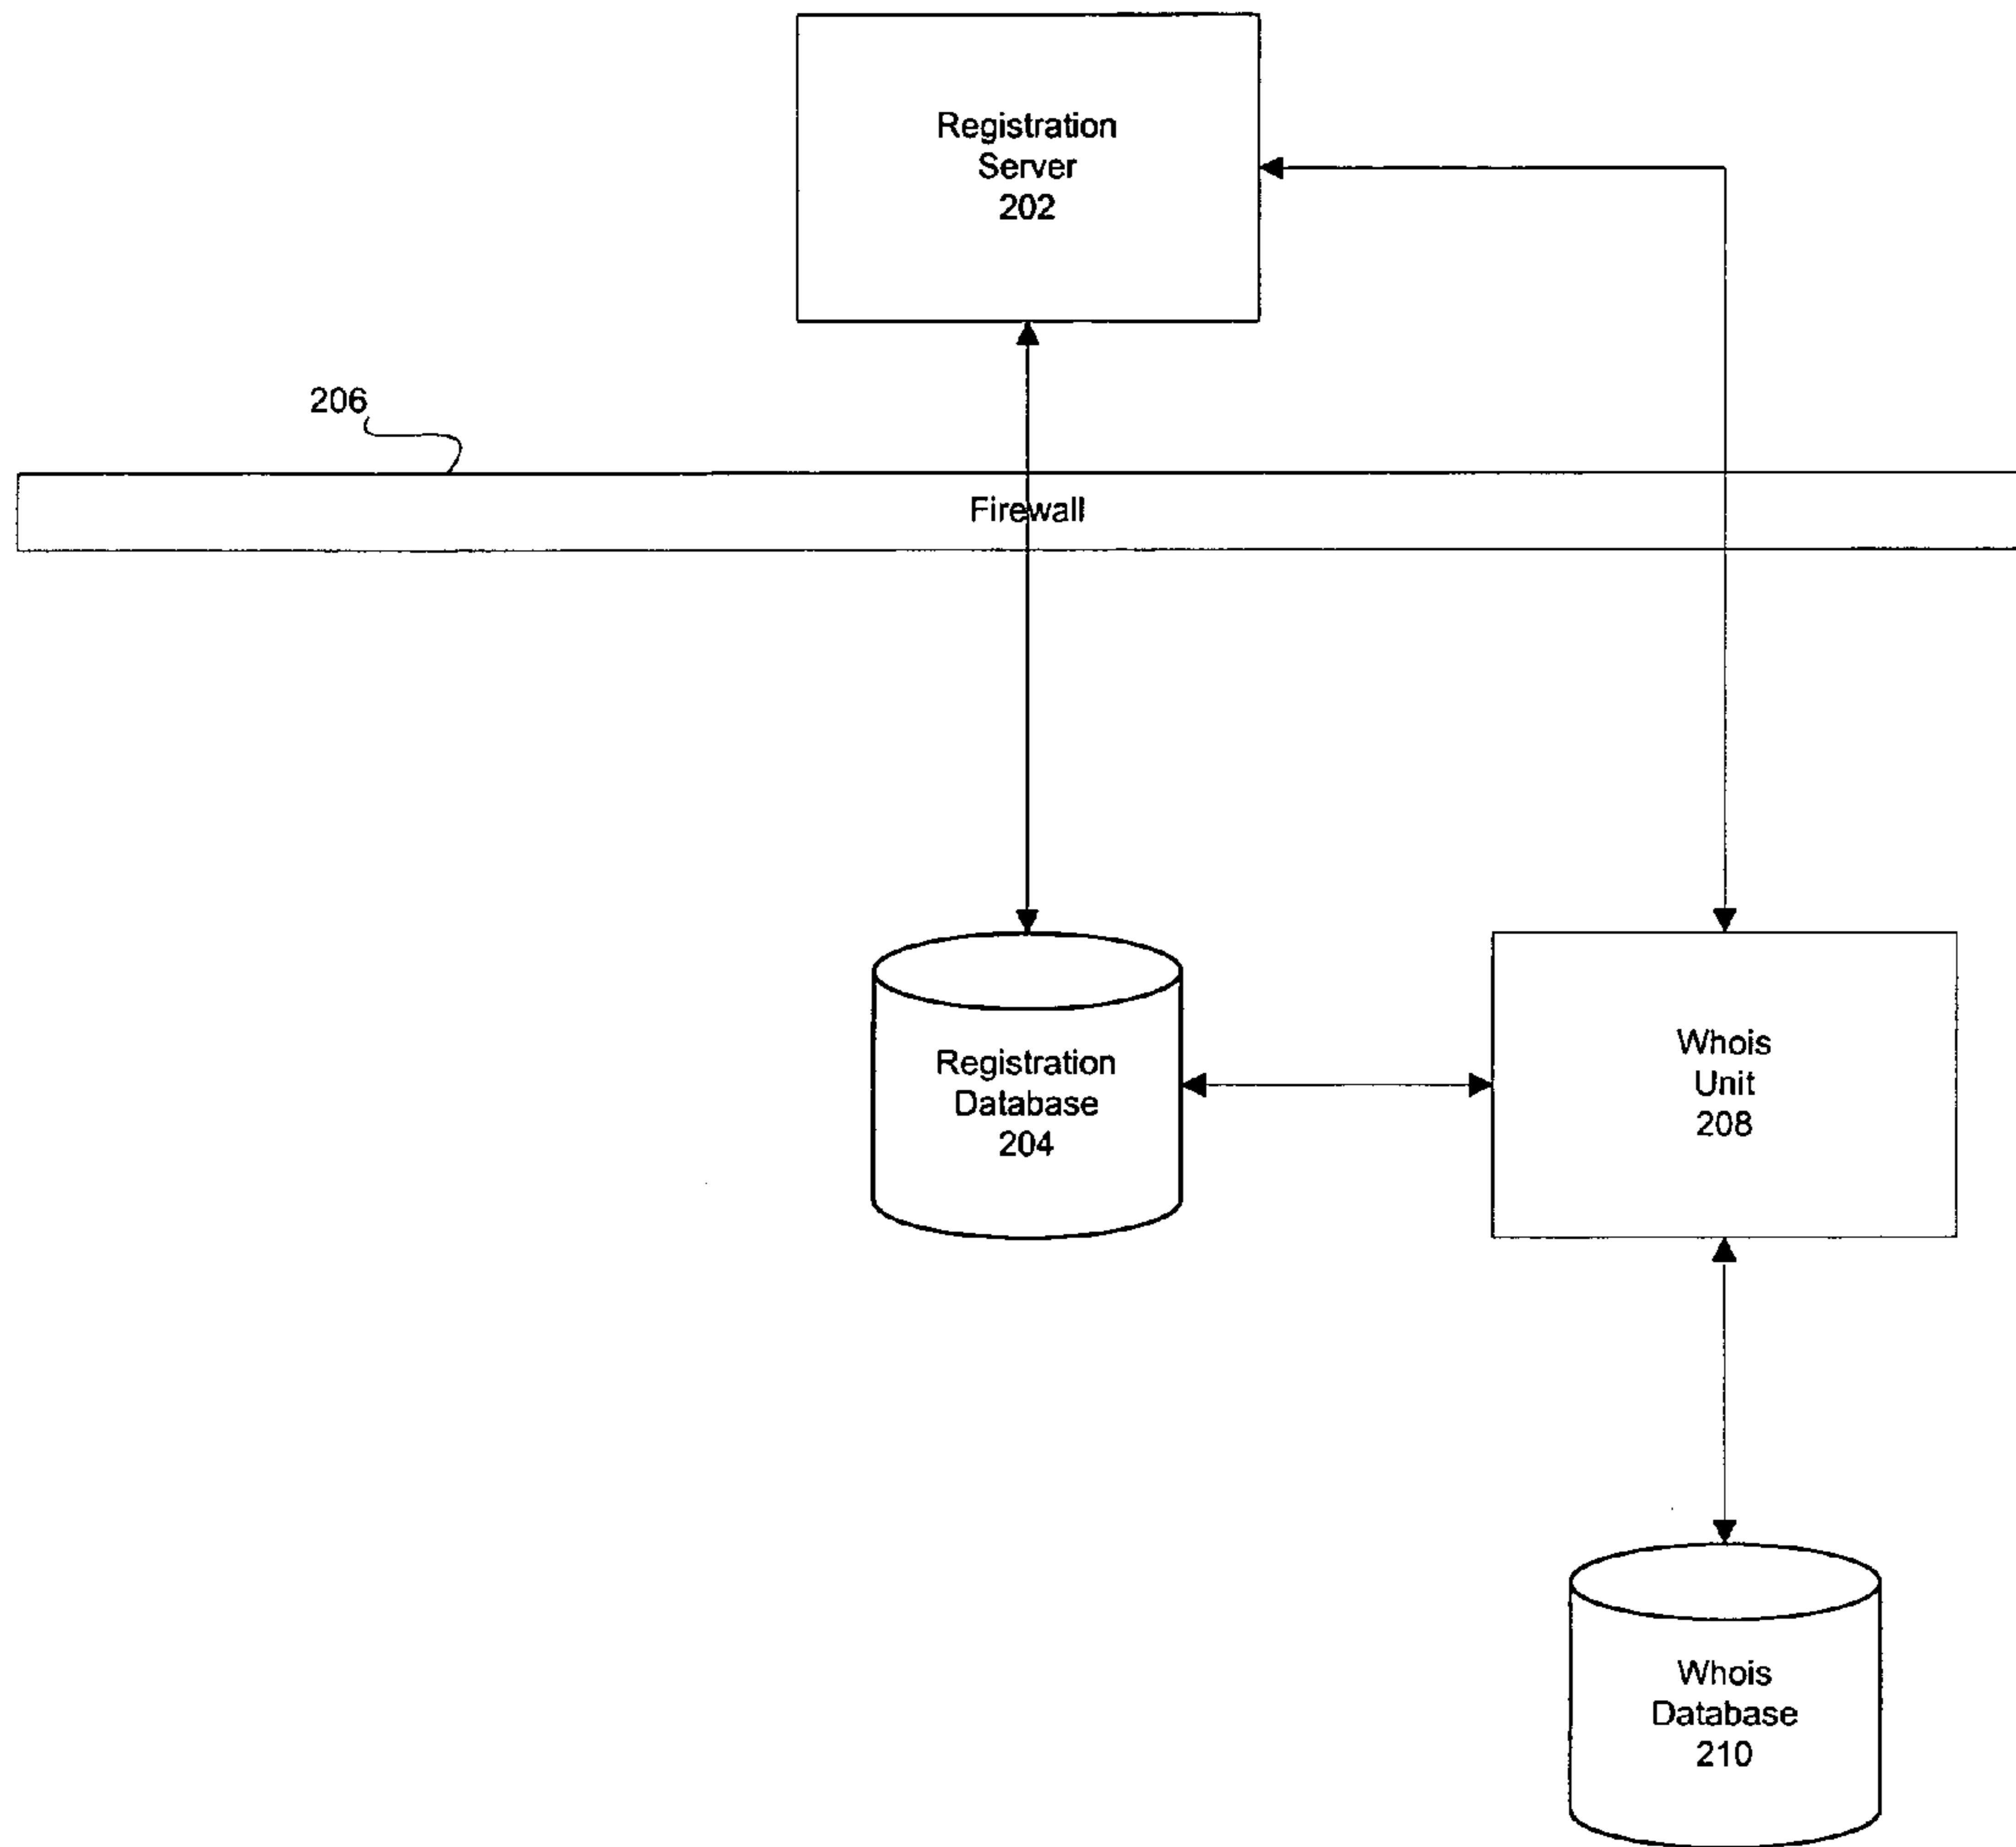 Registration
Server
202
206
Firewall
Registration
Database
204
Whois
Unit
208
Whois
Database
210